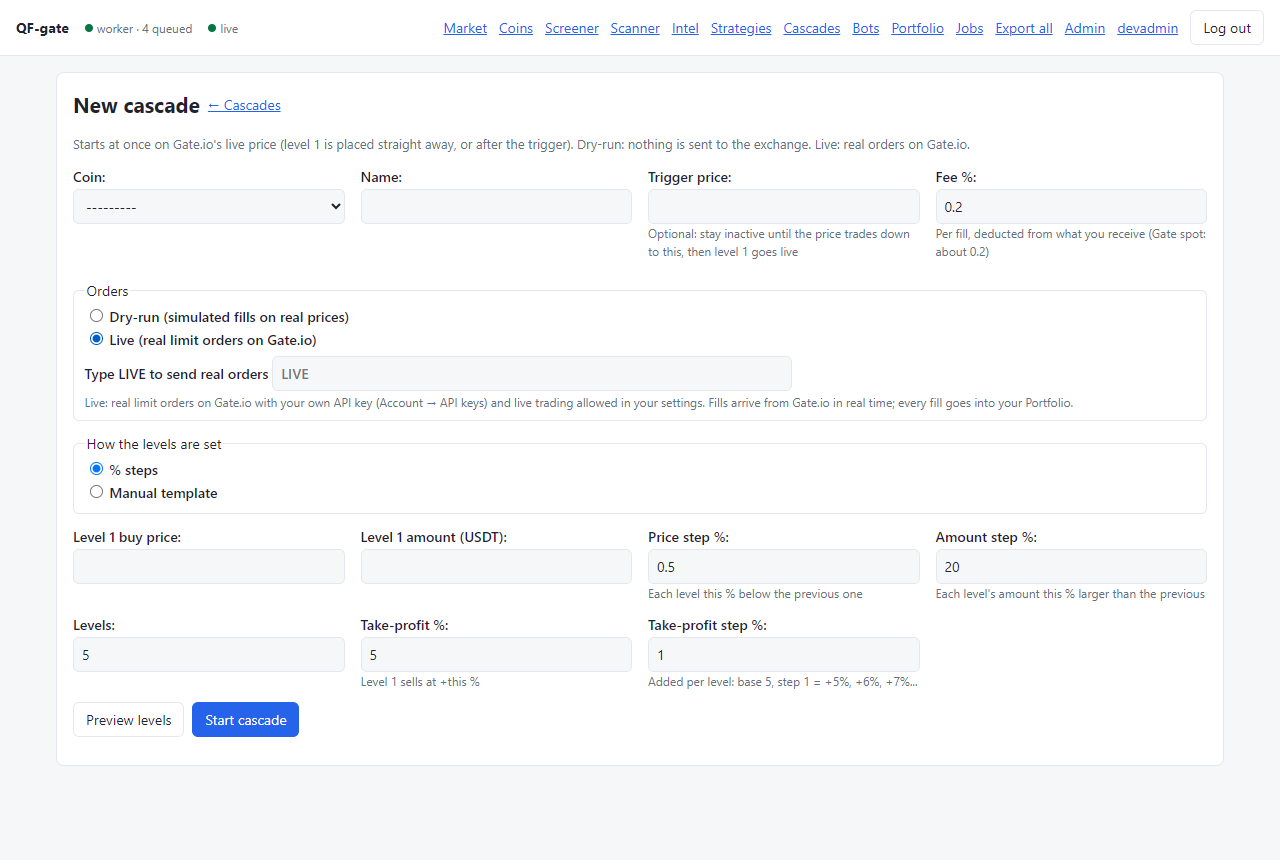 QF-gate worker · 4 queued live Market Coins Screener Scanner Intel Strategies Cascades Bots Portfolio Jobs Export all Admin devadmin Log out
New cascade ← Cascades
Starts at once on Gate.io's live price (level 1 is placed straight away, or after the trigger). Dry-run: nothing is sent to the exchange. Live: real orders on Gate.io.
Coin: Name: Trigger price: Fee %:
--------- 0.2
Optional: stay inactive until the price trades down Per fill, deducted from what you receive (Gate spot:
to this, then level 1 goes live about 0.2)
Orders
Dry-run (simulated fills on real prices)
Live (real limit orders on Gate.io)
Type LIVE to send real orders LIVE
Live: real limit orders on Gate.io with your own API key (Account → API keys) and live trading allowed in your settings. Fills arrive from Gate.io in real time; every fill goes into your Portfolio.
How the levels are set
% steps
Manual template
Level 1 buy price: Level 1 amount (USDT): Price step %: Amount step %:
0.5 20
Each level this % below the previous one Each level's amount this % larger than the previous
Levels: Take-profit %: Take-profit step %:
5 5 1
Level 1 sells at +this % Added per level: base 5, step 1 = +5%, +6%, +7%...
Preview levels Start cascade